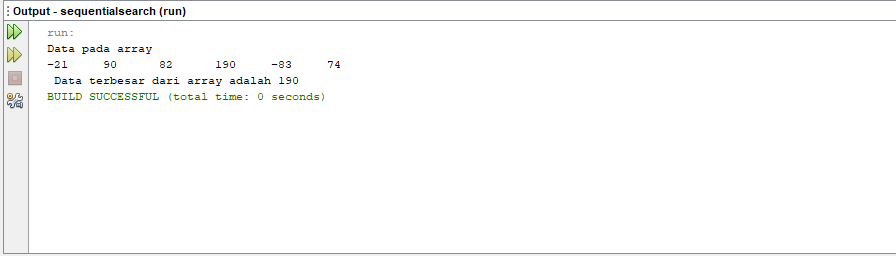 Output - sequentialsearch (run)
run:
Data pada array
-21 90 82 190 -83 74
Data terbesar dari array adalah 190
BUILD SUCCESSFUL (total time: 0 seconds)